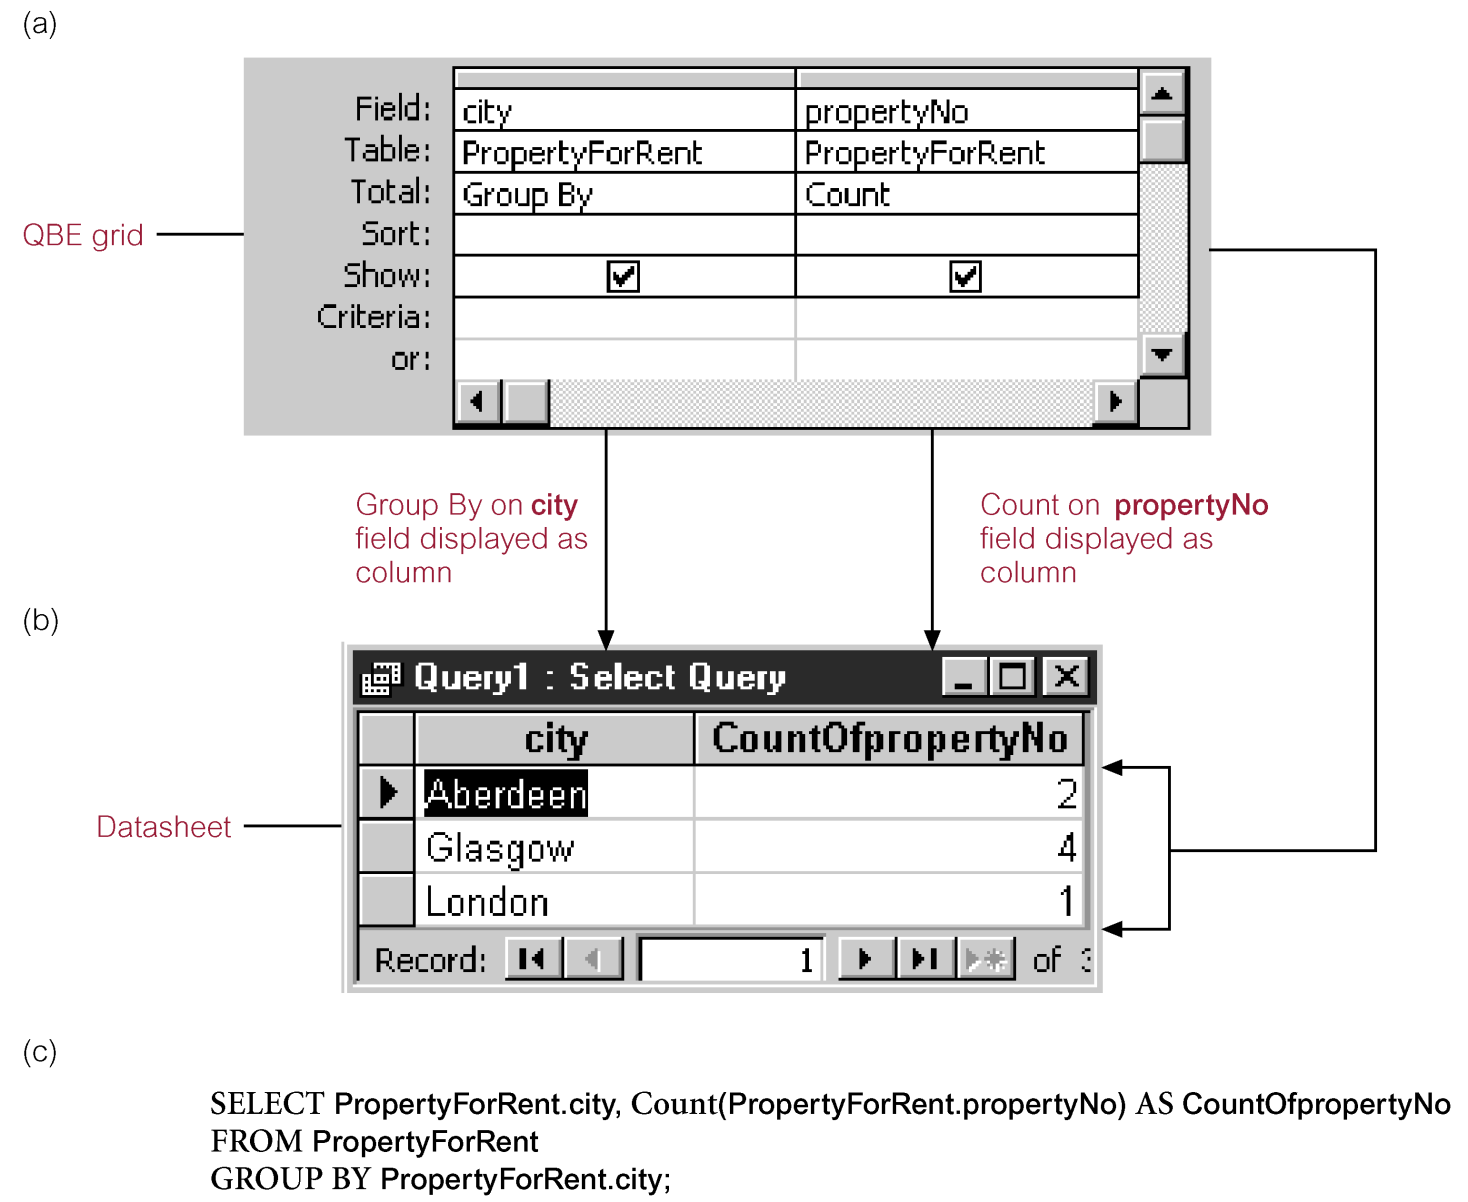 (a)
Field: city propertyNo
Table: PropertyForRent PropertyForRent
Total: Group By Count
QBE grid
Sort:
Show:
Criteria:
or:
Group By on city
field displayed as
column
Count on propertyNo
field displayed as
column
(b)
Query1 : Select Query
city CountOfpropertyNo
Aberdeen 2
Datasheet
Glasgow 4
London 1
Record: 1 of 3
(c)
SELECT PropertyForRent.city, Count(PropertyForRent.propertyNo) AS CountOfpropertyNo
FROM PropertyForRent
GROUP BY PropertyForRent.city;